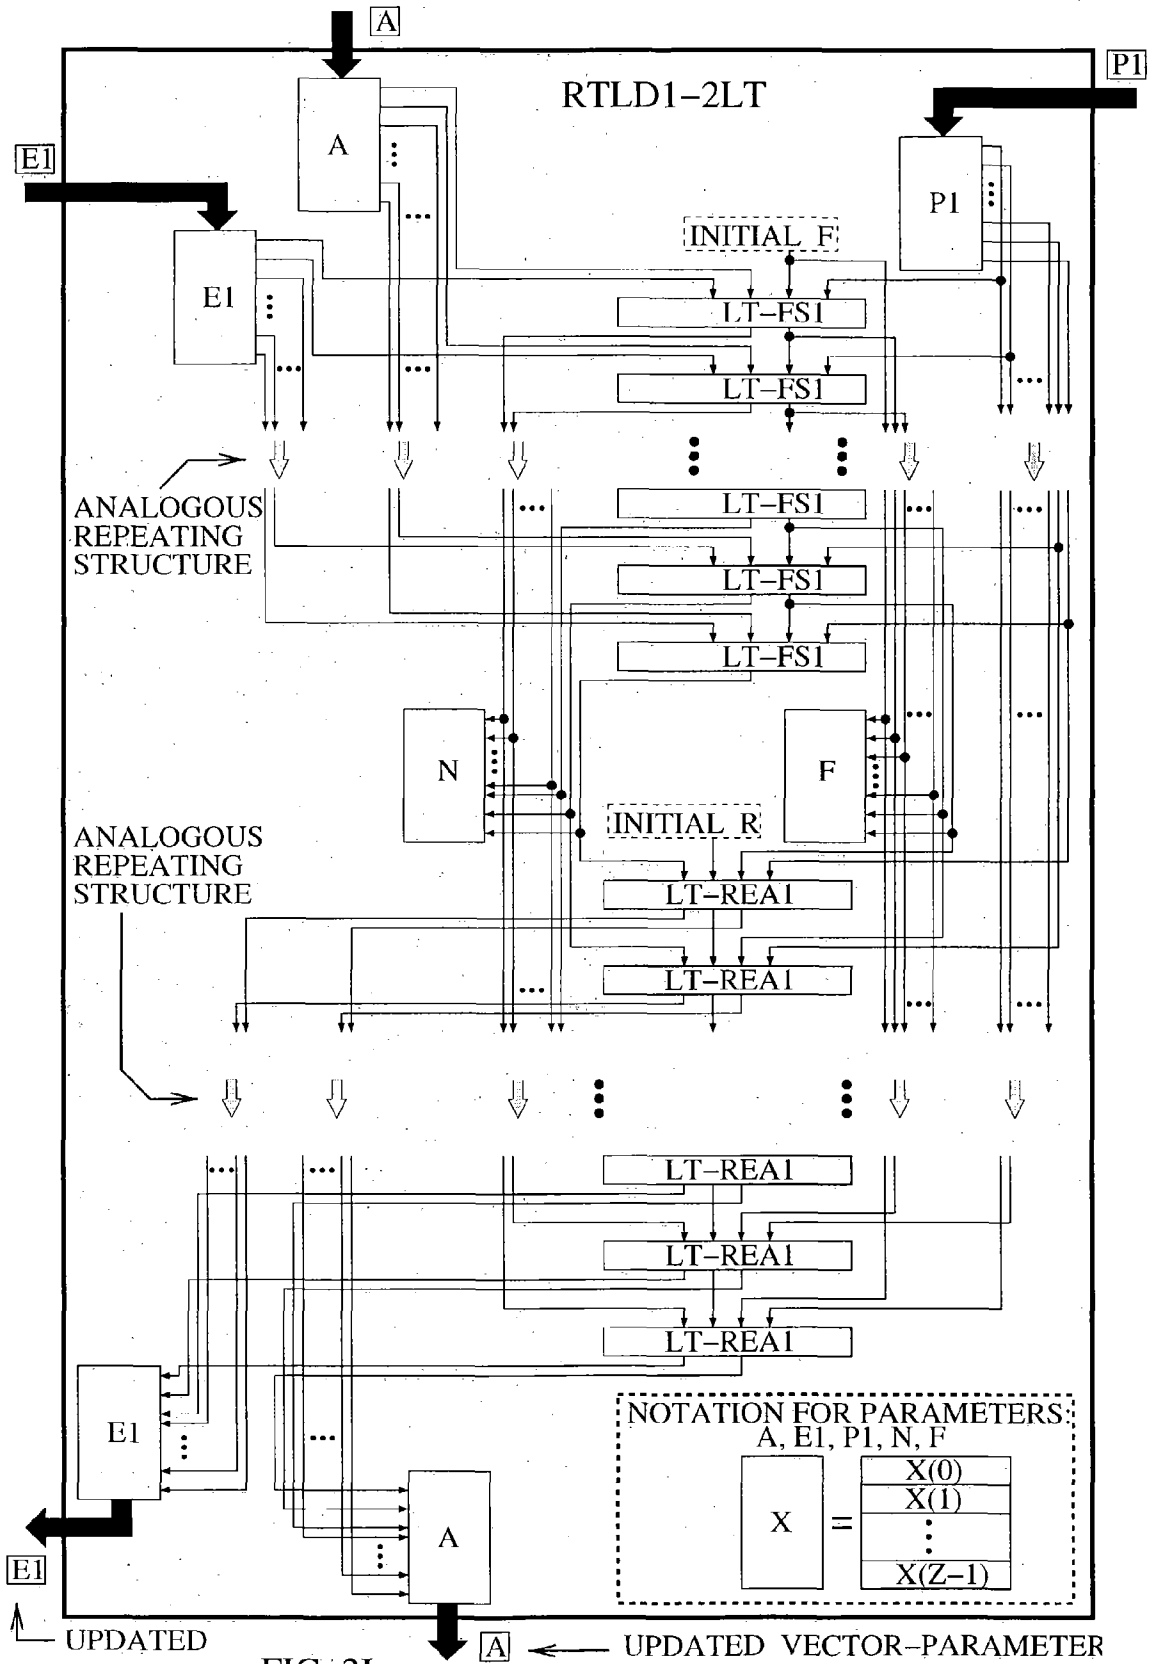 A
P1
RTLD1-2LT
A
E1
P1
INITIAL F
E1
LT-FS1
LT-FS1
ANALOGOUS
REPEATING
STRUCTURE
LT-FS1
LT-FS1
LT-FS1
N
F
INITIAL R
ANALOGOUS
REPEATING
STRUCTURE
LT-REA1
LT-REA1
LT-REA1
LT-REA1
LT-REA1
E1
NOTATION FOR PARAMETERS:
A, E1, P1, N, F
X = X(0)
X(1)
X(Z-1)
A
E1
UPDATED
A
UPDATED VECTOR-PARAMETER